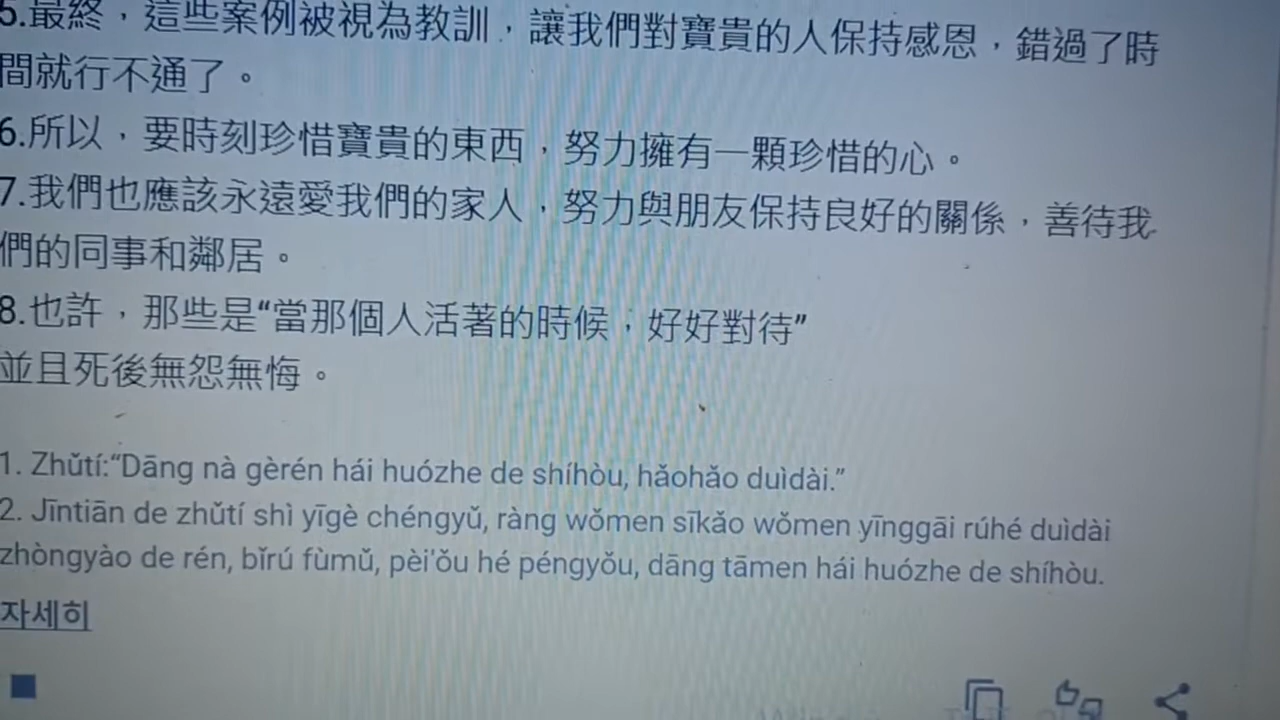 5.最終，這些案例被視為教訓，讓我們對寶貴的人保持感恩，錯過了時
間就行不通了。
6.所以，要時刻珍惜寶貴的東西，努力擁有一顆珍惜的心。
7.我們也應該永遠愛我們的家人，努力與朋友保持良好的關係，善待我
們的同事和鄰居。
8.也許，那些是“當那個人活著的時候，好好對待”
並且死後無怨無悔。
1. Zhǔtí:“Dāng nà gèrén hái huózhe de shíhòu, hǎohǎo duìdài.”
2. Jīntiān de zhǔtí shì yīgè chéngyǔ, ràng wǒmen sīkǎo wǒmen yīnggāi rúhé duìdài
zhòngyào de rén, bǐrú fùmǔ, pèi'ǒu hé péngyǒu, dāng tāmen hái huózhe de shíhòu.
자세히